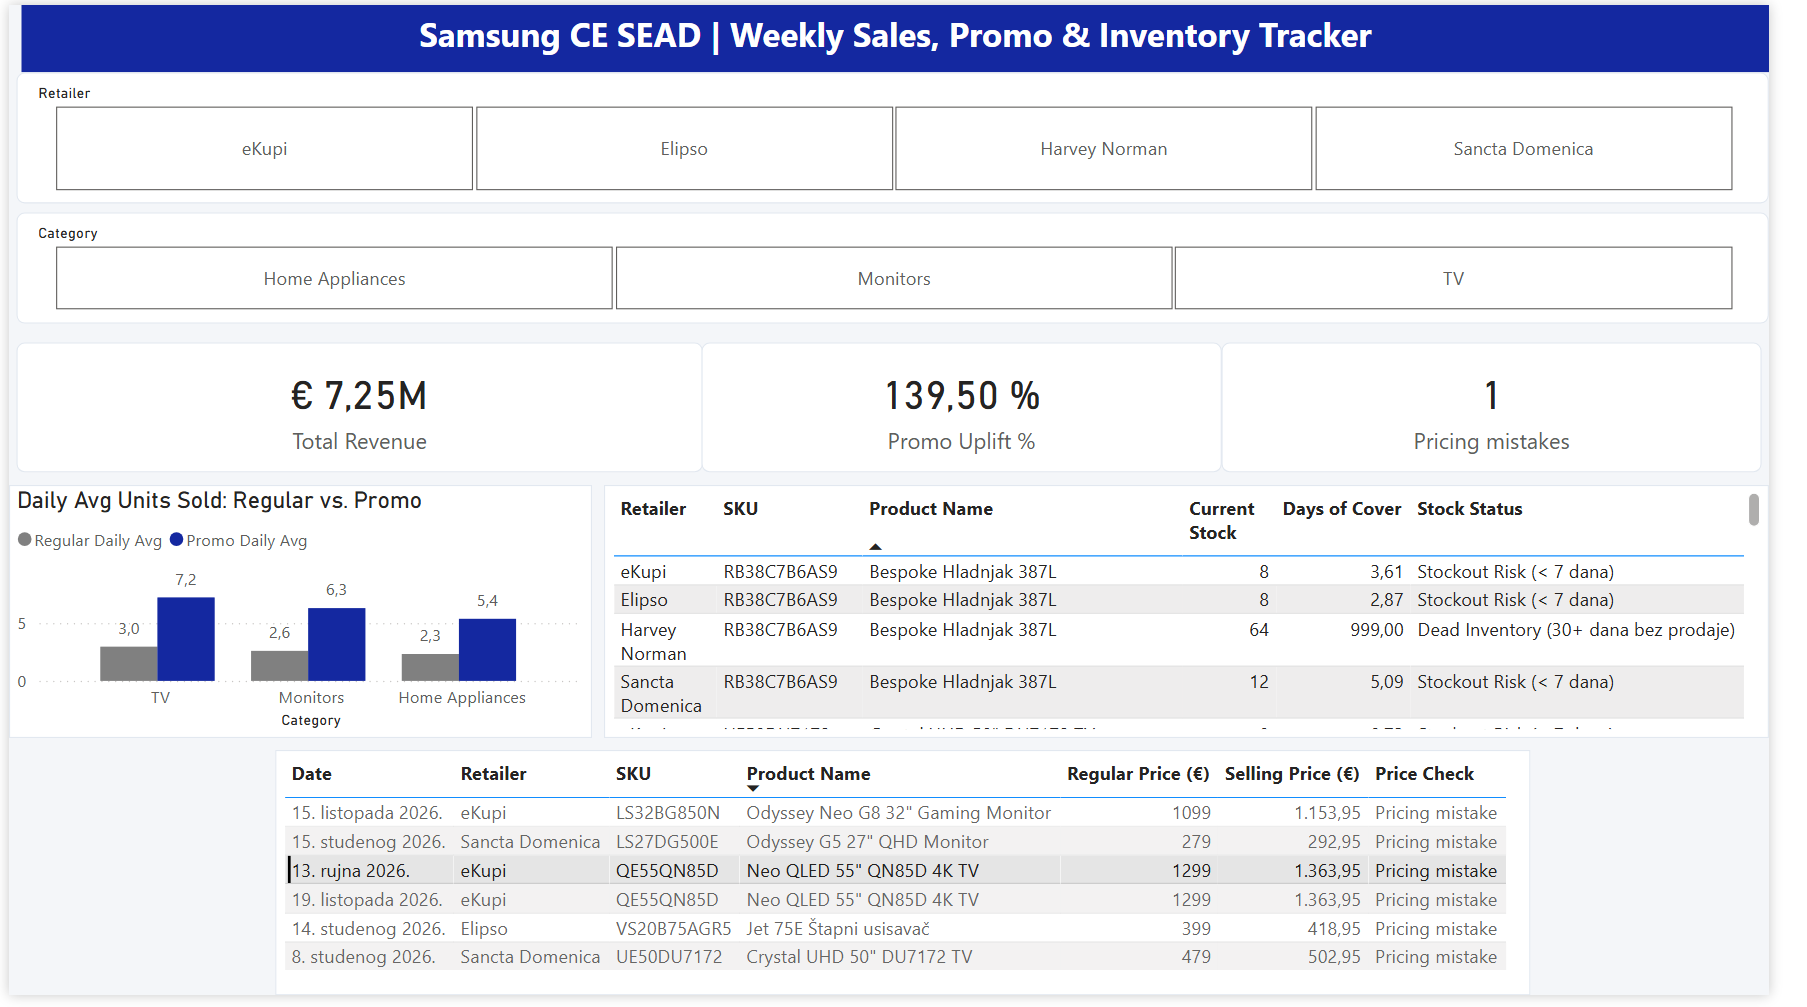 Samsung CE SEAD | Weekly Sales, Promo & Inventory Tracker
Retailer
eKupi
Elipso
Harvey Norman
Sancta Domenica
Category
Home Appliances
Monitors
TV
€ 7,25M
Total Revenue
139,50 %
Promo Uplift %
1
Pricing mistakes
Daily Avg Units Sold: Regular vs. Promo
Regular Daily Avg Promo Daily Avg
5
0
3,0
7,2
2,6
6,3
2,3
5,4
TV
Monitors
Home Appliances
Category
Retailer SKU Product Name Current Stock Days of Cover Stock Status
eKupi RB38C7B6AS9 Bespoke Hladnjak 387L 8 3,61 Stockout Risk (< 7 dana)
Elipso RB38C7B6AS9 Bespoke Hladnjak 387L 8 2,87 Stockout Risk (< 7 dana)
Harvey Norman RB38C7B6AS9 Bespoke Hladnjak 387L 64 999,00 Dead Inventory (30+ dana bez prodaje)
Sancta Domenica RB38C7B6AS9 Bespoke Hladnjak 387L 12 5,09 Stockout Risk (< 7 dana)
Date Retailer SKU Product Name Regular Price (€) Selling Price (€) Price Check
15. listopada 2026. eKupi LS32BG850N Odyssey Neo G8 32" Gaming Monitor 1099 1.153,95 Pricing mistake
15. studenog 2026. Sancta Domenica LS27DG500E Odyssey G5 27" QHD Monitor 279 292,95 Pricing mistake
13. rujna 2026. eKupi QE55QN85D Neo QLED 55" QN85D 4K TV 1299 1.363,95 Pricing mistake
19. listopada 2026. eKupi QE55QN85D Neo QLED 55" QN85D 4K TV 1299 1.363,95 Pricing mistake
14. studenog 2026. Elipso VS20B75AGR5 Jet 75E Štapni usisavač 399 418,95 Pricing mistake
8. studenog 2026. Sancta Domenica UE50DU7172 Crystal UHD 50" DU7172 TV 479 502,95 Pricing mistake